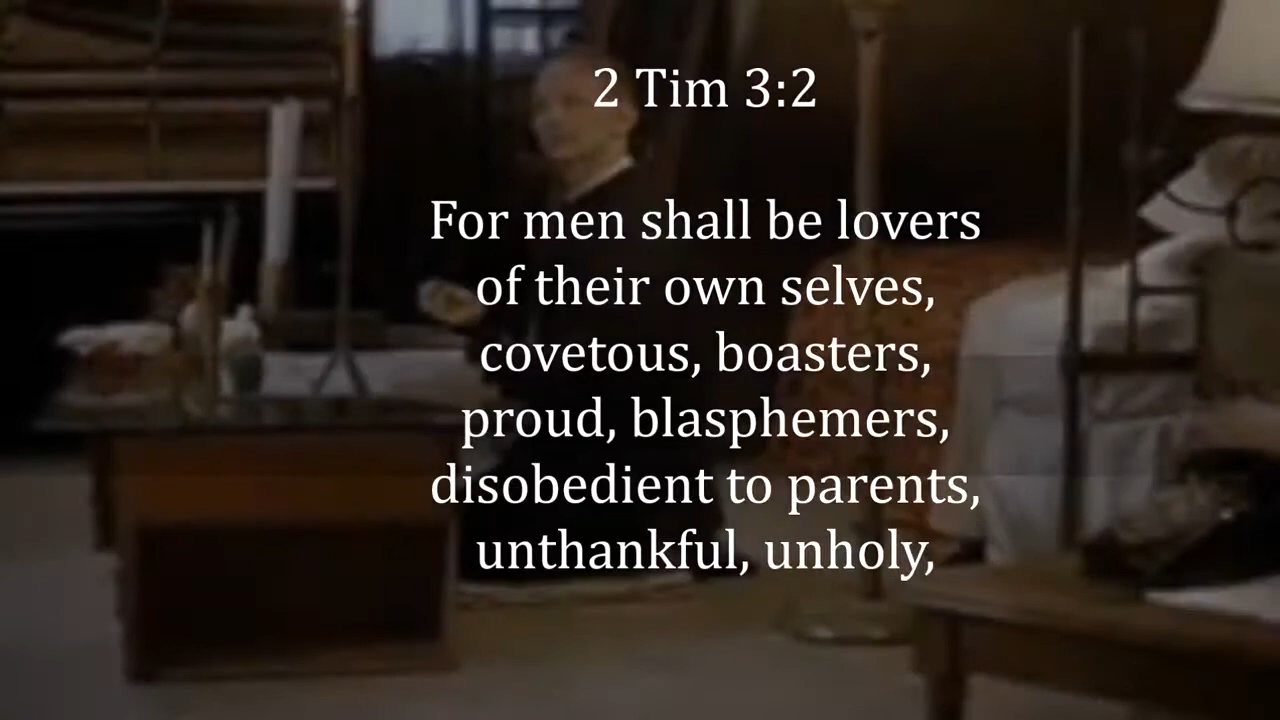 2 Tim 3:2
For men shall be lovers
of their own selves,
covetous, boasters,
proud, blasphemers,
disobedient to parents,
unthankful, unholy,